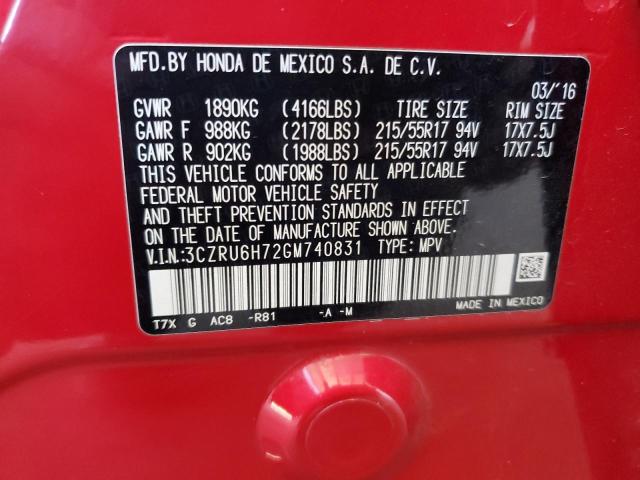 MFD.BY HONDA DE MEXICO S.A. DE C.V.
03/'16
GVWR 1890KG (4166LBS) TIRE SIZE RIM SIZE
GAWR F 988KG (2178LBS) 215/55R17 94V 17X7.5J
GAWR R 902KG (1988LBS) 215/55R17 94V 17X7.5J
THIS VEHICLE CONFORMS TO ALL APPLICABLE
FEDERAL MOTOR VEHICLE SAFETY
AND THEFT PREVENTION STANDARDS IN EFFECT
ON THE DATE OF MANUFACTURE SHOWN ABOVE.
V.I.N.:3CZRU6H72GM740831 TYPE: MPV
T7X G AC8 -R81 -A -M MADE IN MEXICO